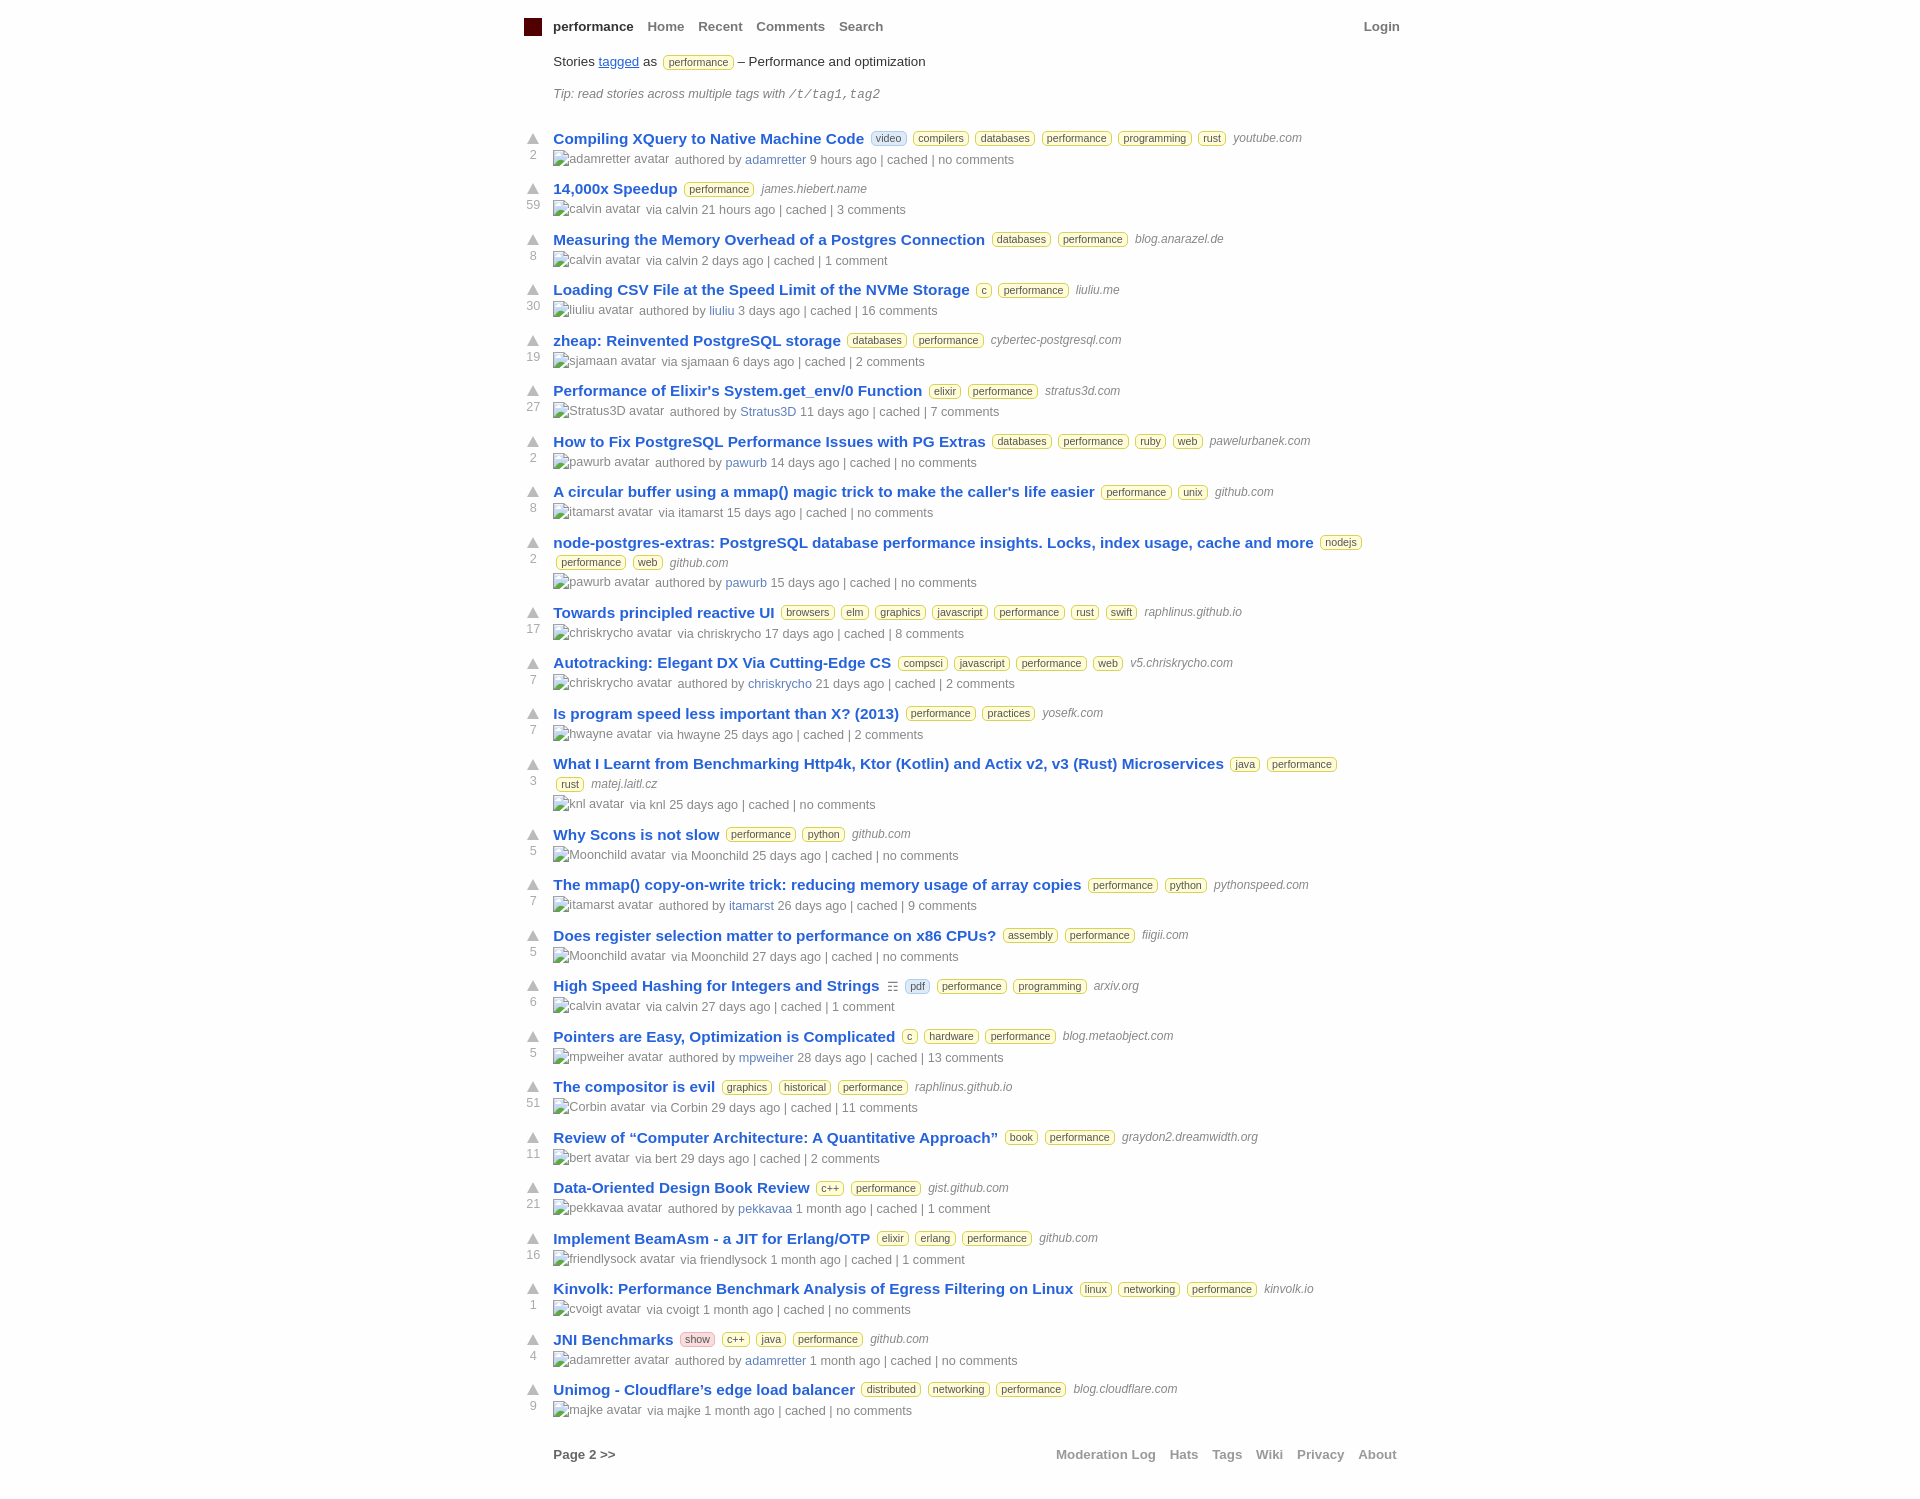 performance Home Recent Comments Search Login
Stories tagged as performance – Performance and optimization
Tip: read stories across multiple tags with /t/tag1,tag2
Compiling XQuery to Native Machine Code video compilers databases performance programming rust youtube.com
2 adamretter avatar authored by adamretter 9 hours ago | cached | no comments
14,000x Speedup performance james.hiebert.name
59 calvin avatar via calvin 21 hours ago | cached | 3 comments
Measuring the Memory Overhead of a Postgres Connection databases performance blog.anarazel.de
8 calvin avatar via calvin 2 days ago | cached | 1 comment
Loading CSV File at the Speed Limit of the NVMe Storage c performance liuliu.me
30 liuliu avatar authored by liuliu 3 days ago | cached | 16 comments
zheap: Reinvented PostgreSQL storage databases performance cybertec-postgresql.com
19 sjamaan avatar via sjamaan 6 days ago | cached | 2 comments
Performance of Elixir's System.get_env/0 Function elixir performance stratus3d.com
27 Stratus3D avatar authored by Stratus3D 11 days ago | cached | 7 comments
How to Fix PostgreSQL Performance Issues with PG Extras databases performance ruby web pawelurbanek.com
2 pawurb avatar authored by pawurb 14 days ago | cached | no comments
A circular buffer using a mmap() magic trick to make the caller's life easier performance unix github.com
8 itamarst avatar via itamarst 15 days ago | cached | no comments
node-postgres-extras: PostgreSQL database performance insights. Locks, index usage, cache and more nodejs
2 performance web github.com
pawurb avatar authored by pawurb 15 days ago | cached | no comments
Towards principled reactive UI browsers elm graphics javascript performance rust swift raphlinus.github.io
17 chriskrycho avatar via chriskrycho 17 days ago | cached | 8 comments
Autotracking: Elegant DX Via Cutting-Edge CS compsci javascript performance web v5.chriskrycho.com
7 chriskrycho avatar authored by chriskrycho 21 days ago | cached | 2 comments
Is program speed less important than X? (2013) performance practices yosefk.com
7 hwayne avatar via hwayne 25 days ago | cached | 2 comments
What I Learnt from Benchmarking Http4k, Ktor (Kotlin) and Actix v2, v3 (Rust) Microservices java performance
3 rust matej.laitl.cz
knl avatar via knl 25 days ago | cached | no comments
Why Scons is not slow performance python github.com
5 Moonchild avatar via Moonchild 25 days ago | cached | no comments
The mmap() copy-on-write trick: reducing memory usage of array copies performance python pythonspeed.com
7 itamarst avatar authored by itamarst 26 days ago | cached | 9 comments
Does register selection matter to performance on x86 CPUs? assembly performance fiigii.com
5 Moonchild avatar via Moonchild 27 days ago | cached | no comments
High Speed Hashing for Integers and Strings ☶ pdf performance programming arxiv.org
6 calvin avatar via calvin 27 days ago | cached | 1 comment
Pointers are Easy, Optimization is Complicated c hardware performance blog.metaobject.com
5 mpweiher avatar authored by mpweiher 28 days ago | cached | 13 comments
The compositor is evil graphics historical performance raphlinus.github.io
51 Corbin avatar via Corbin 29 days ago | cached | 11 comments
Review of “Computer Architecture: A Quantitative Approach” book performance graydon2.dreamwidth.org
11 bert avatar via bert 29 days ago | cached | 2 comments
Data-Oriented Design Book Review c++ performance gist.github.com
21 pekkavaa avatar authored by pekkavaa 1 month ago | cached | 1 comment
Implement BeamAsm - a JIT for Erlang/OTP elixir erlang performance github.com
16 friendlysock avatar via friendlysock 1 month ago | cached | 1 comment
Kinvolk: Performance Benchmark Analysis of Egress Filtering on Linux linux networking performance kinvolk.io
1 cvoigt avatar via cvoigt 1 month ago | cached | no comments
JNI Benchmarks show c++ java performance github.com
4 adamretter avatar authored by adamretter 1 month ago | cached | no comments
Unimog - Cloudflare’s edge load balancer distributed networking performance blog.cloudflare.com
9 majke avatar via majke 1 month ago | cached | no comments
Page 2 >> Moderation Log Hats Tags Wiki Privacy About